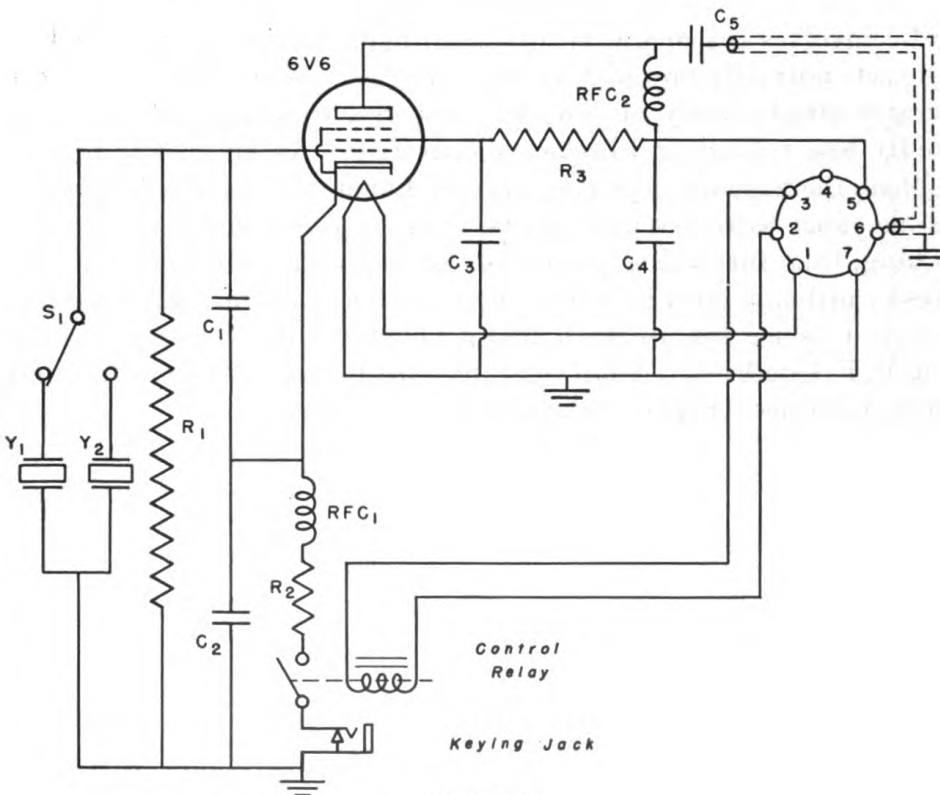 C5
6V6
RFC2
R3
4
3
5
2
6
C3
C4
1
7
S1
C1
R1
Y1
Y2
RFC1
R2
C2
Control
Relay
Keying Jack